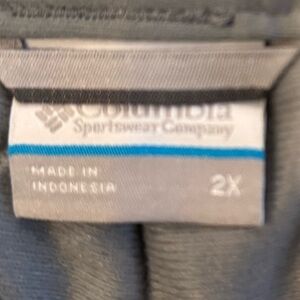 Columbia
Sportswear Company
MADE IN
INDONESIA
2X